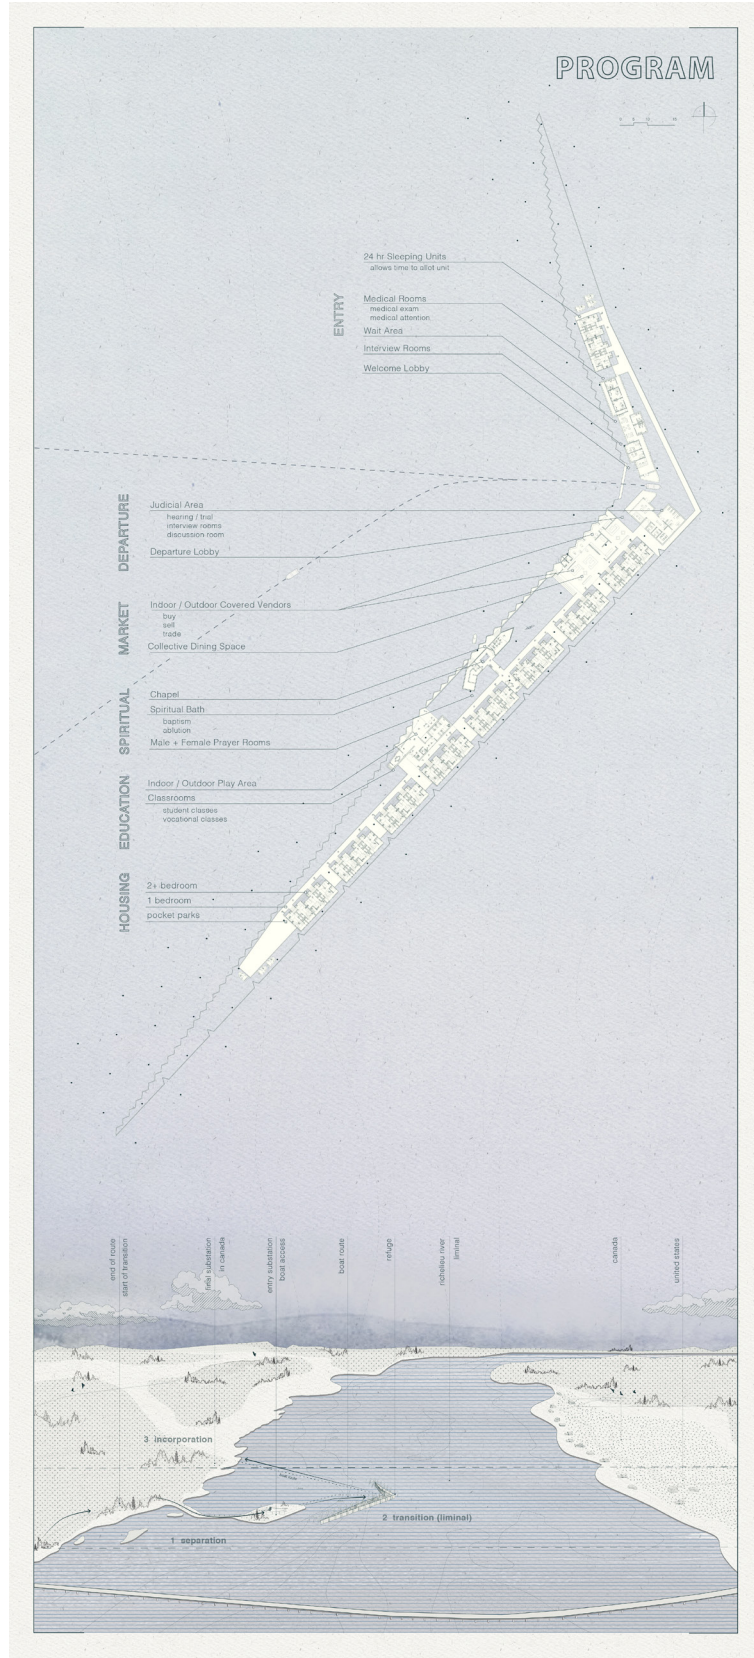 PROGRAM
ENTRY
24 hr Sleeping Units
allows time to allot unit
Medical Rooms
medical exam
medical attention
Wait Area
Interview Rooms
Welcome Lobby
DEPARTURE
Judicial Area
hearing / trial
interview rooms
discussion room
Departure Lobby
MARKET
Indoor / Outdoor Covered Vendors
buy
sell
trade
Collective Dining Space
SPIRITUAL
Chapel
Spiritual Bath
baptism
ablution
Male + Female Prayer Rooms
EDUCATION
Indoor / Outdoor Play Area
Classrooms
student classes
vocational classes
HOUSING
2+ bedroom
1 bedroom
pocket parks
end of route
start of transition
final substation
in canada
entry substation
boat access
boat route
refuge
richelieu river
liminal
canada
united states
3 incorporation
2 transition (liminal)
1 separation